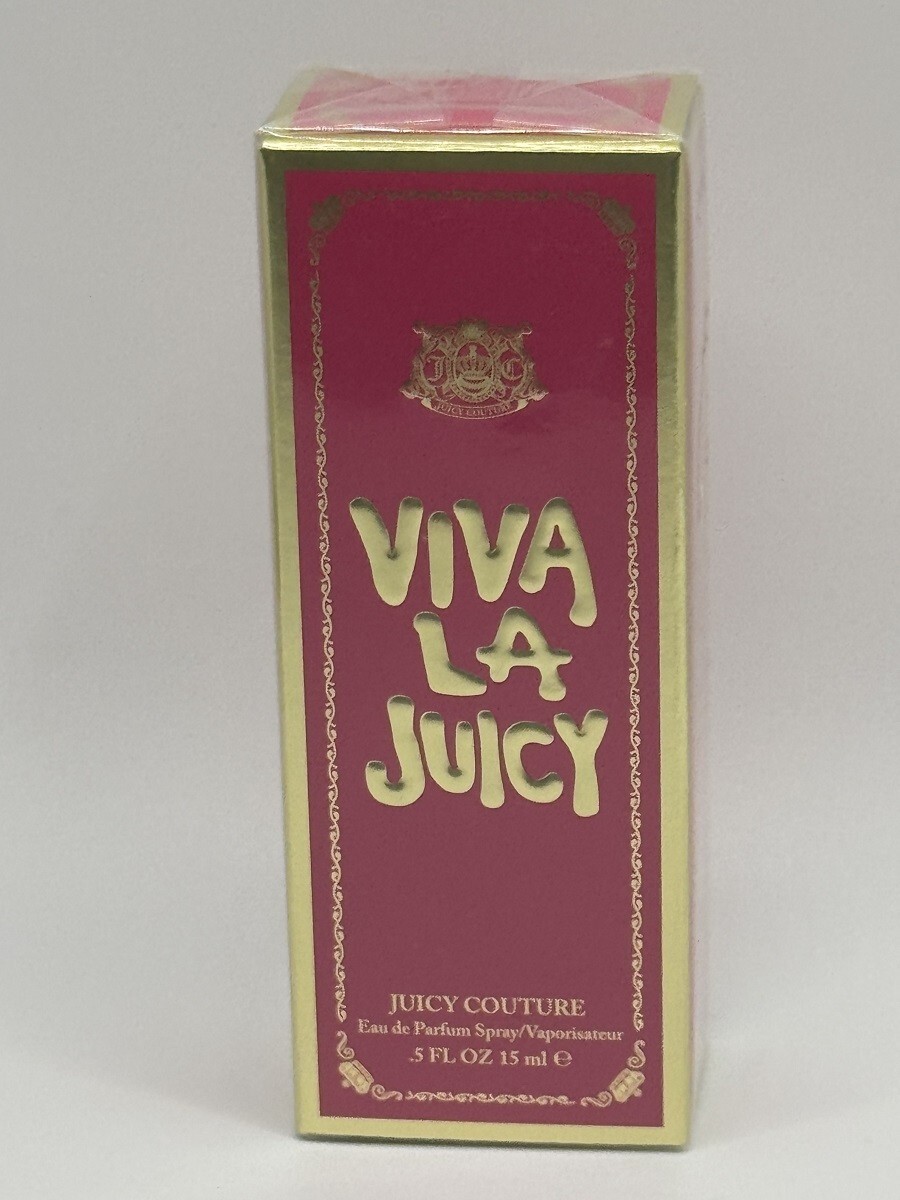 J C
JUICY COUTURE
VIVA
LA
JUICY
JUICY COUTURE
Eau de Parfum Spray/Vaporisateur
.5 FL OZ 15 ml ℮